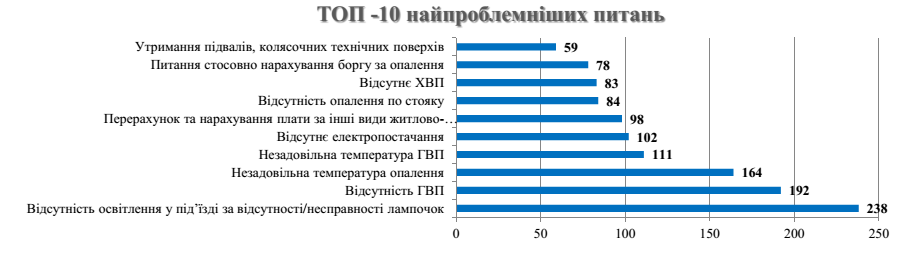 ТОП -10 найпроблемніших питань
Утримання підвалів, колясочних технічних поверхів 59
Питання стосовно нарахування боргу за опалення 78
Відсутнє ХВП 83
Відсутність опалення по стояку 84
Перерахунок та нарахування плати за інші види житлово-… 98
Відсутнє електропостачання 102
Незадовільна температура ГВП 111
Незадовільна температура опалення 164
Відсутність ГВП 192
Відсутність освітлення у під’їзді за відсутності/несправності лампочок 238
0 50 100 150 200 250